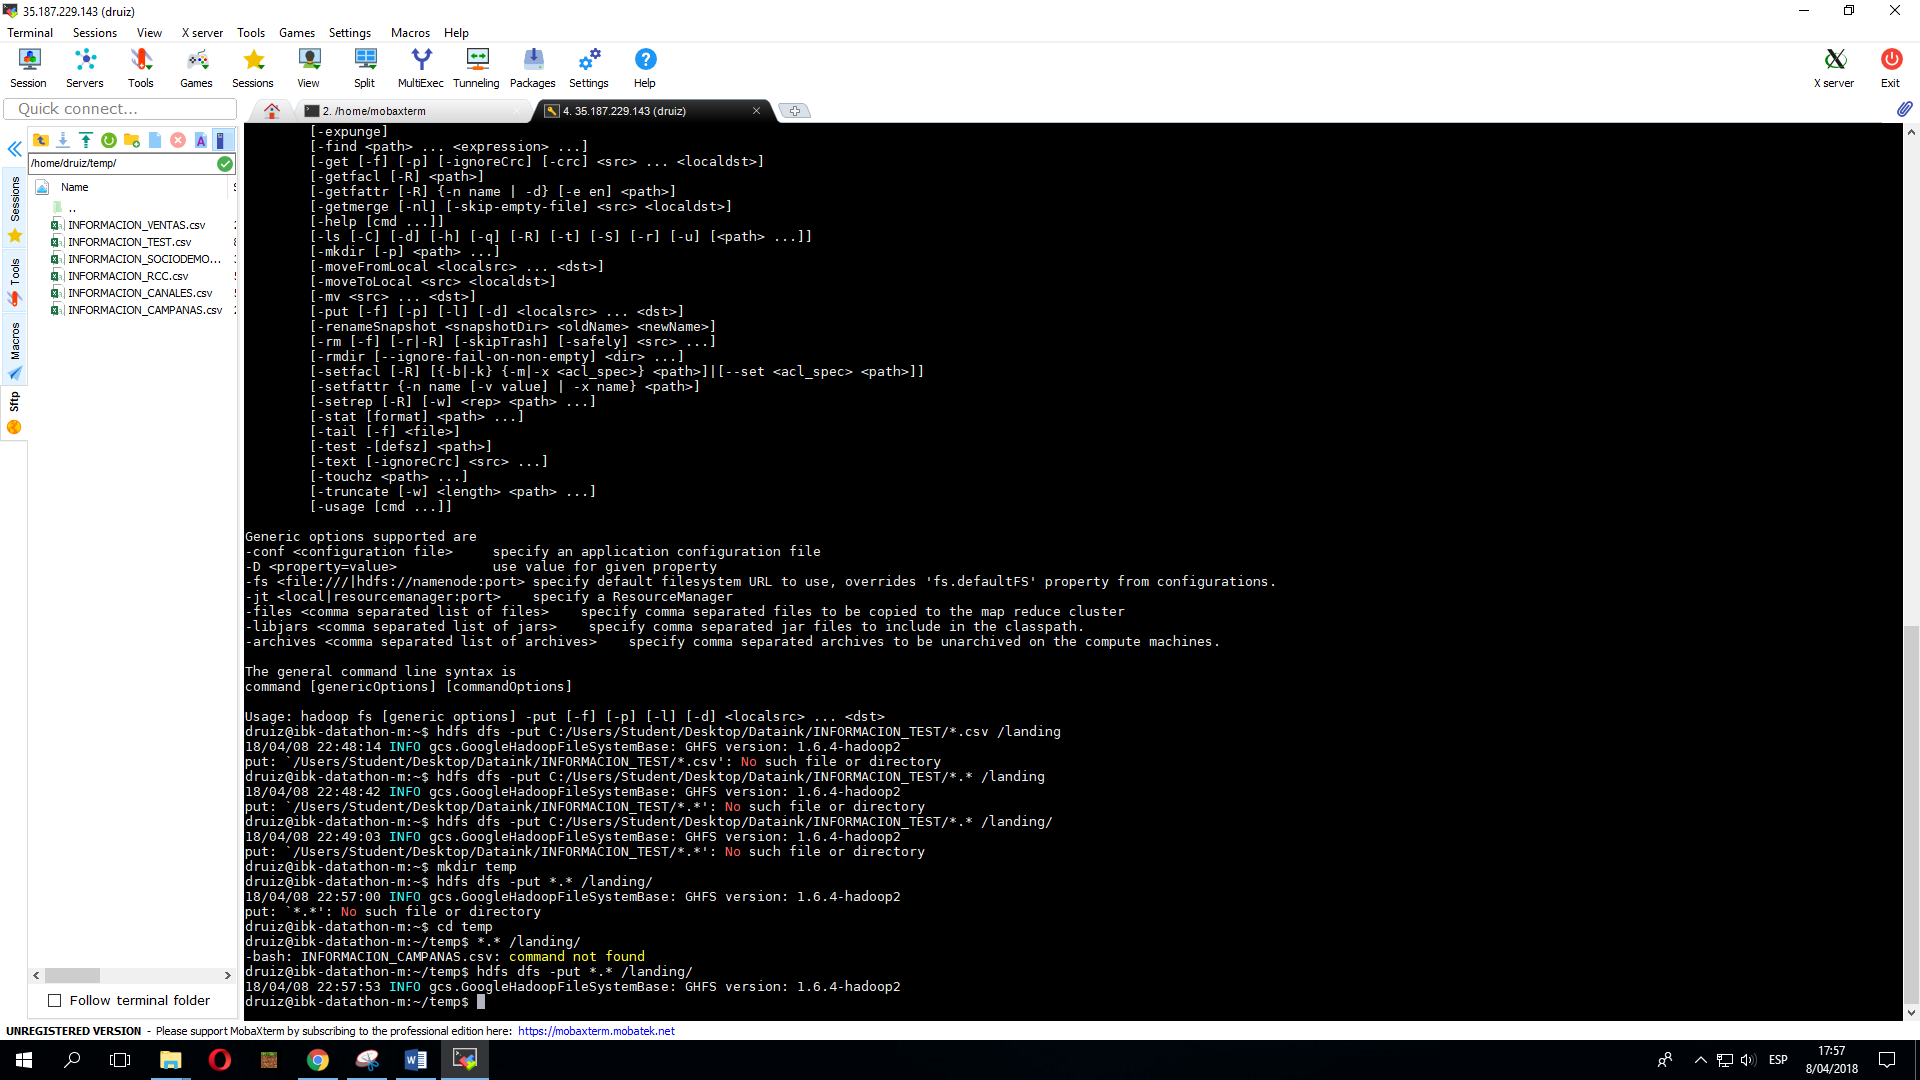 35.187.229.143 (druiz)
Terminal Sessions View X server Tools Games Settings Macros Help
Session Servers Tools Games Sessions View Split MultiExec Tunneling Packages Settings Help X server Exit
Quick connect...
2. /home/mobaxterm
4. 35.187.229.143 (druiz)
/home/druiz/temp/
Name
..
INFORMACION_VENTAS.csv
INFORMACION_TEST.csv
INFORMACION_SOCIODEMO...
INFORMACION_RCC.csv
INFORMACION_CANALES.csv
INFORMACION_CAMPANAS.csv
Sessions
Tools
Macros
Sftp
Follow terminal folder
[-expunge]
[-find <path> ... <expression> ...]
[-get [-f] [-p] [-ignoreCrc] [-crc] <src> ... <localdst>]
[-getfacl [-R] <path>]
[-getfattr [-R] {-n name | -d} [-e en] <path>]
[-getmerge [-nl] [-skip-empty-file] <src> <localdst>]
[-help [cmd ...]]
[-ls [-C] [-d] [-h] [-q] [-R] [-t] [-S] [-r] [-u] [<path> ...]]
[-mkdir [-p] <path> ...]
[-moveFromLocal <localsrc> ... <dst>]
[-moveToLocal <src> <localdst>]
[-mv <src> ... <dst>]
[-put [-f] [-p] [-l] [-d] <localsrc> ... <dst>]
[-renameSnapshot <snapshotDir> <oldName> <newName>]
[-rm [-f] [-r|-R] [-skipTrash] [-safely] <src> ...]
[-rmdir [--ignore-fail-on-non-empty] <dir> ...]
[-setfacl [-R] [{-b|-k} {-m|-x <acl_spec>} <path>]|[--set <acl_spec> <path>]]
[-setfattr {-n name [-v value] | -x name} <path>]
[-setrep [-R] [-w] <rep> <path> ...]
[-stat [format] <path> ...]
[-tail [-f] <file>]
[-test -[defsz] <path>]
[-text [-ignoreCrc] <src> ...]
[-touchz <path> ...]
[-truncate [-w] <length> <path> ...]
[-usage [cmd ...]]
Generic options supported are
-conf <configuration file>     specify an application configuration file
-D <property=value>            use value for given property
-fs <file:///|hdfs://namenode:port> specify default filesystem URL to use, overrides 'fs.defaultFS' property from configurations.
-jt <local|resourcemanager:port>    specify a ResourceManager
-files <comma separated list of files>    specify comma separated files to be copied to the map reduce cluster
-libjars <comma separated list of jars>    specify comma separated jar files to include in the classpath.
-archives <comma separated list of archives>    specify comma separated archives to be unarchived on the compute machines.
The general command line syntax is
command [genericOptions] [commandOptions]
Usage: hadoop fs [generic options] -put [-f] [-p] [-l] [-d] <localsrc> ... <dst>
druiz@ibk-datathon-m:~$ hdfs dfs -put C:/Users/Student/Desktop/Dataink/INFORMACION_TEST/*.csv /landing
18/04/08 22:48:14 INFO gcs.GoogleHadoopFileSystemBase: GHFS version: 1.6.4-hadoop2
put: `/Users/Student/Desktop/Dataink/INFORMACION_TEST/*.csv': No such file or directory
druiz@ibk-datathon-m:~$ hdfs dfs -put C:/Users/Student/Desktop/Dataink/INFORMACION_TEST/*.* /landing
18/04/08 22:48:42 INFO gcs.GoogleHadoopFileSystemBase: GHFS version: 1.6.4-hadoop2
put: `/Users/Student/Desktop/Dataink/INFORMACION_TEST/*.*': No such file or directory
druiz@ibk-datathon-m:~$ hdfs dfs -put C:/Users/Student/Desktop/Dataink/INFORMACION_TEST/*.* /landing/
18/04/08 22:49:03 INFO gcs.GoogleHadoopFileSystemBase: GHFS version: 1.6.4-hadoop2
put: `/Users/Student/Desktop/Dataink/INFORMACION_TEST/*.*': No such file or directory
druiz@ibk-datathon-m:~$ mkdir temp
druiz@ibk-datathon-m:~$ hdfs dfs -put *.* /landing/
18/04/08 22:57:00 INFO gcs.GoogleHadoopFileSystemBase: GHFS version: 1.6.4-hadoop2
put: `*.*': No such file or directory
druiz@ibk-datathon-m:~$ cd temp
druiz@ibk-datathon-m:~/temp$ *.* /landing/
-bash: INFORMACION_CAMPANAS.csv: command not found
druiz@ibk-datathon-m:~/temp$ hdfs dfs -put *.* /landing/
18/04/08 22:57:53 INFO gcs.GoogleHadoopFileSystemBase: GHFS version: 1.6.4-hadoop2
druiz@ibk-datathon-m:~/temp$
UNREGISTERED VERSION - Please support MobaXterm by subscribing to the professional edition here: https://mobaxterm.mobatek.net
ESP
17:57
8/04/2018